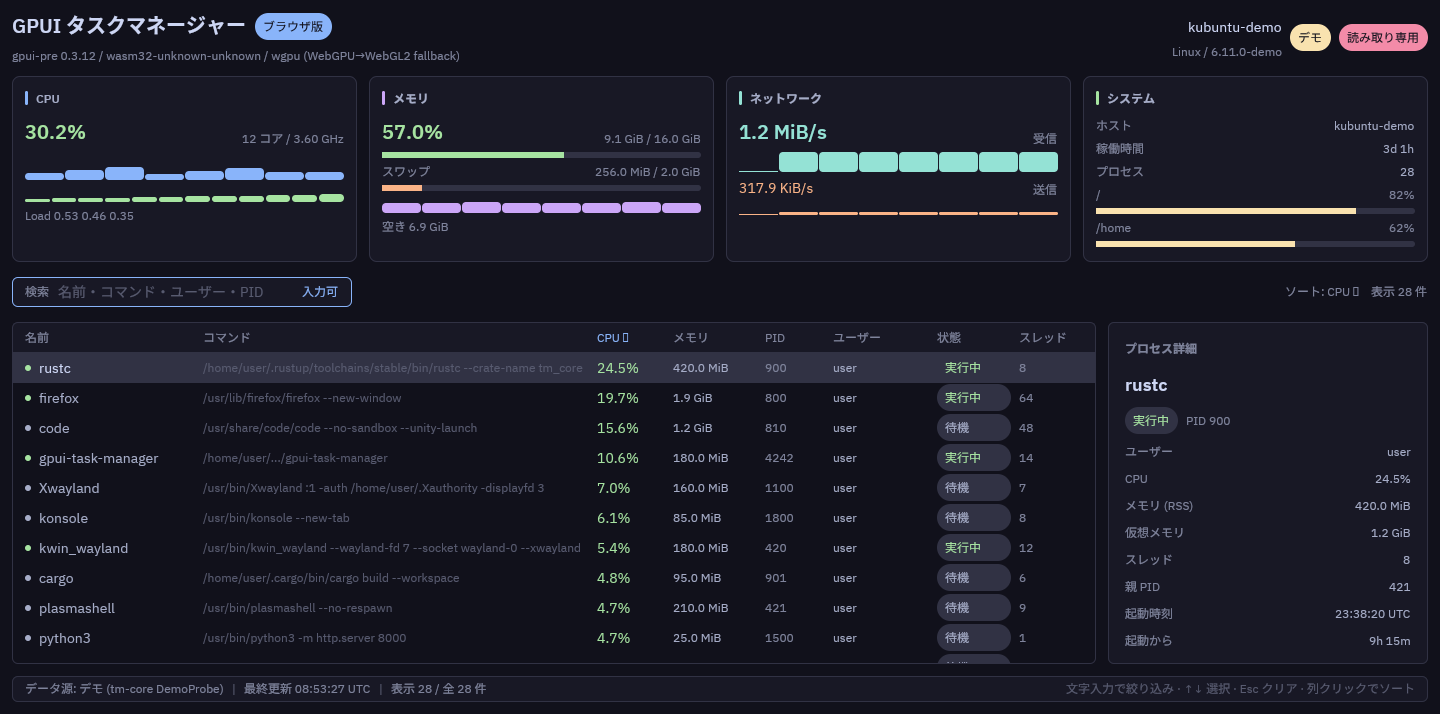 GPUI タスクマネージャー ブラウザ版
gpui-pre 0.3.12 / wasm32-unknown-unknown / wgpu (WebGPU→WebGL2 fallback)
kubuntu-demo
Linux / 6.11.0-demo
デモ 読み取り専用
CPU
30.2% 12 コア / 3.60 GHz
Load 0.53 0.46 0.35
メモリ
57.0% 9.1 GiB / 16.0 GiB
スワップ 256.0 MiB / 2.0 GiB
空き 6.9 GiB
ネットワーク
1.2 MiB/s 受信
317.9 KiB/s 送信
システム
ホスト kubuntu-demo
稼働時間 3d 1h
プロセス 28
/ 82%
/home 62%
検索 名前・コマンド・ユーザー・PID 入力可
ソート: CPU 表示 28 件
名前 コマンド CPU メモリ PID ユーザー 状態 スレッド
rustc /home/user/.rustup/toolchains/stable/bin/rustc --crate-name tm_core 24.5% 420.0 MiB 900 user 実行中 8
firefox /usr/lib/firefox/firefox --new-window 19.7% 1.9 GiB 800 user 実行中 64
code /usr/share/code/code --no-sandbox --unity-launch 15.6% 1.2 GiB 810 user 待機 48
gpui-task-manager /home/user/…/gpui-task-manager 10.6% 180.0 MiB 4242 user 実行中 14
Xwayland /usr/bin/Xwayland :1 -auth /home/user/.Xauthority -displayfd 3 7.0% 160.0 MiB 1100 user 待機 7
konsole /usr/bin/konsole --new-tab 6.1% 85.0 MiB 1800 user 待機 8
kwin_wayland /usr/bin/kwin_wayland --wayland-fd 7 --socket wayland-0 --xwayland 5.4% 180.0 MiB 420 user 実行中 12
cargo /home/user/.cargo/bin/cargo build --workspace 4.8% 95.0 MiB 901 user 待機 6
plasmashell /usr/bin/plasmashell --no-respawn 4.7% 210.0 MiB 421 user 待機 9
python3 /usr/bin/python3 -m http.server 8000 4.7% 25.0 MiB 1500 user 待機 1
プロセス詳細
rustc
実行中 PID 900
ユーザー user
CPU 24.5%
メモリ (RSS) 420.0 MiB
仮想メモリ 1.2 GiB
スレッド 8
親 PID 421
起動時刻 23:38:20 UTC
起動から 9h 15m
データ源: デモ (tm-core DemoProbe) | 最終更新 08:53:27 UTC | 表示 28 / 全 28 件
文字入力で絞り込み · ↑↓ 選択 · Esc クリア · 列クリックでソート